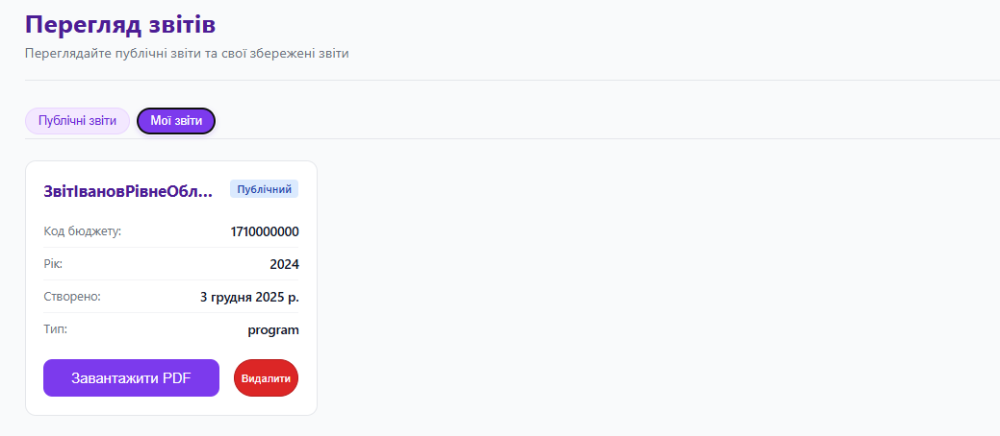 Перегляд звітів
Переглядайте публічні звіти та свої збережені звіти
Публічні звіти Мої звіти
ЗвітІвановРівнеОбл... Публічний
Код бюджету: 1710000000
Рік: 2024
Створено: 3 грудня 2025 р.
Тип: program
Завантажити PDF Видалити